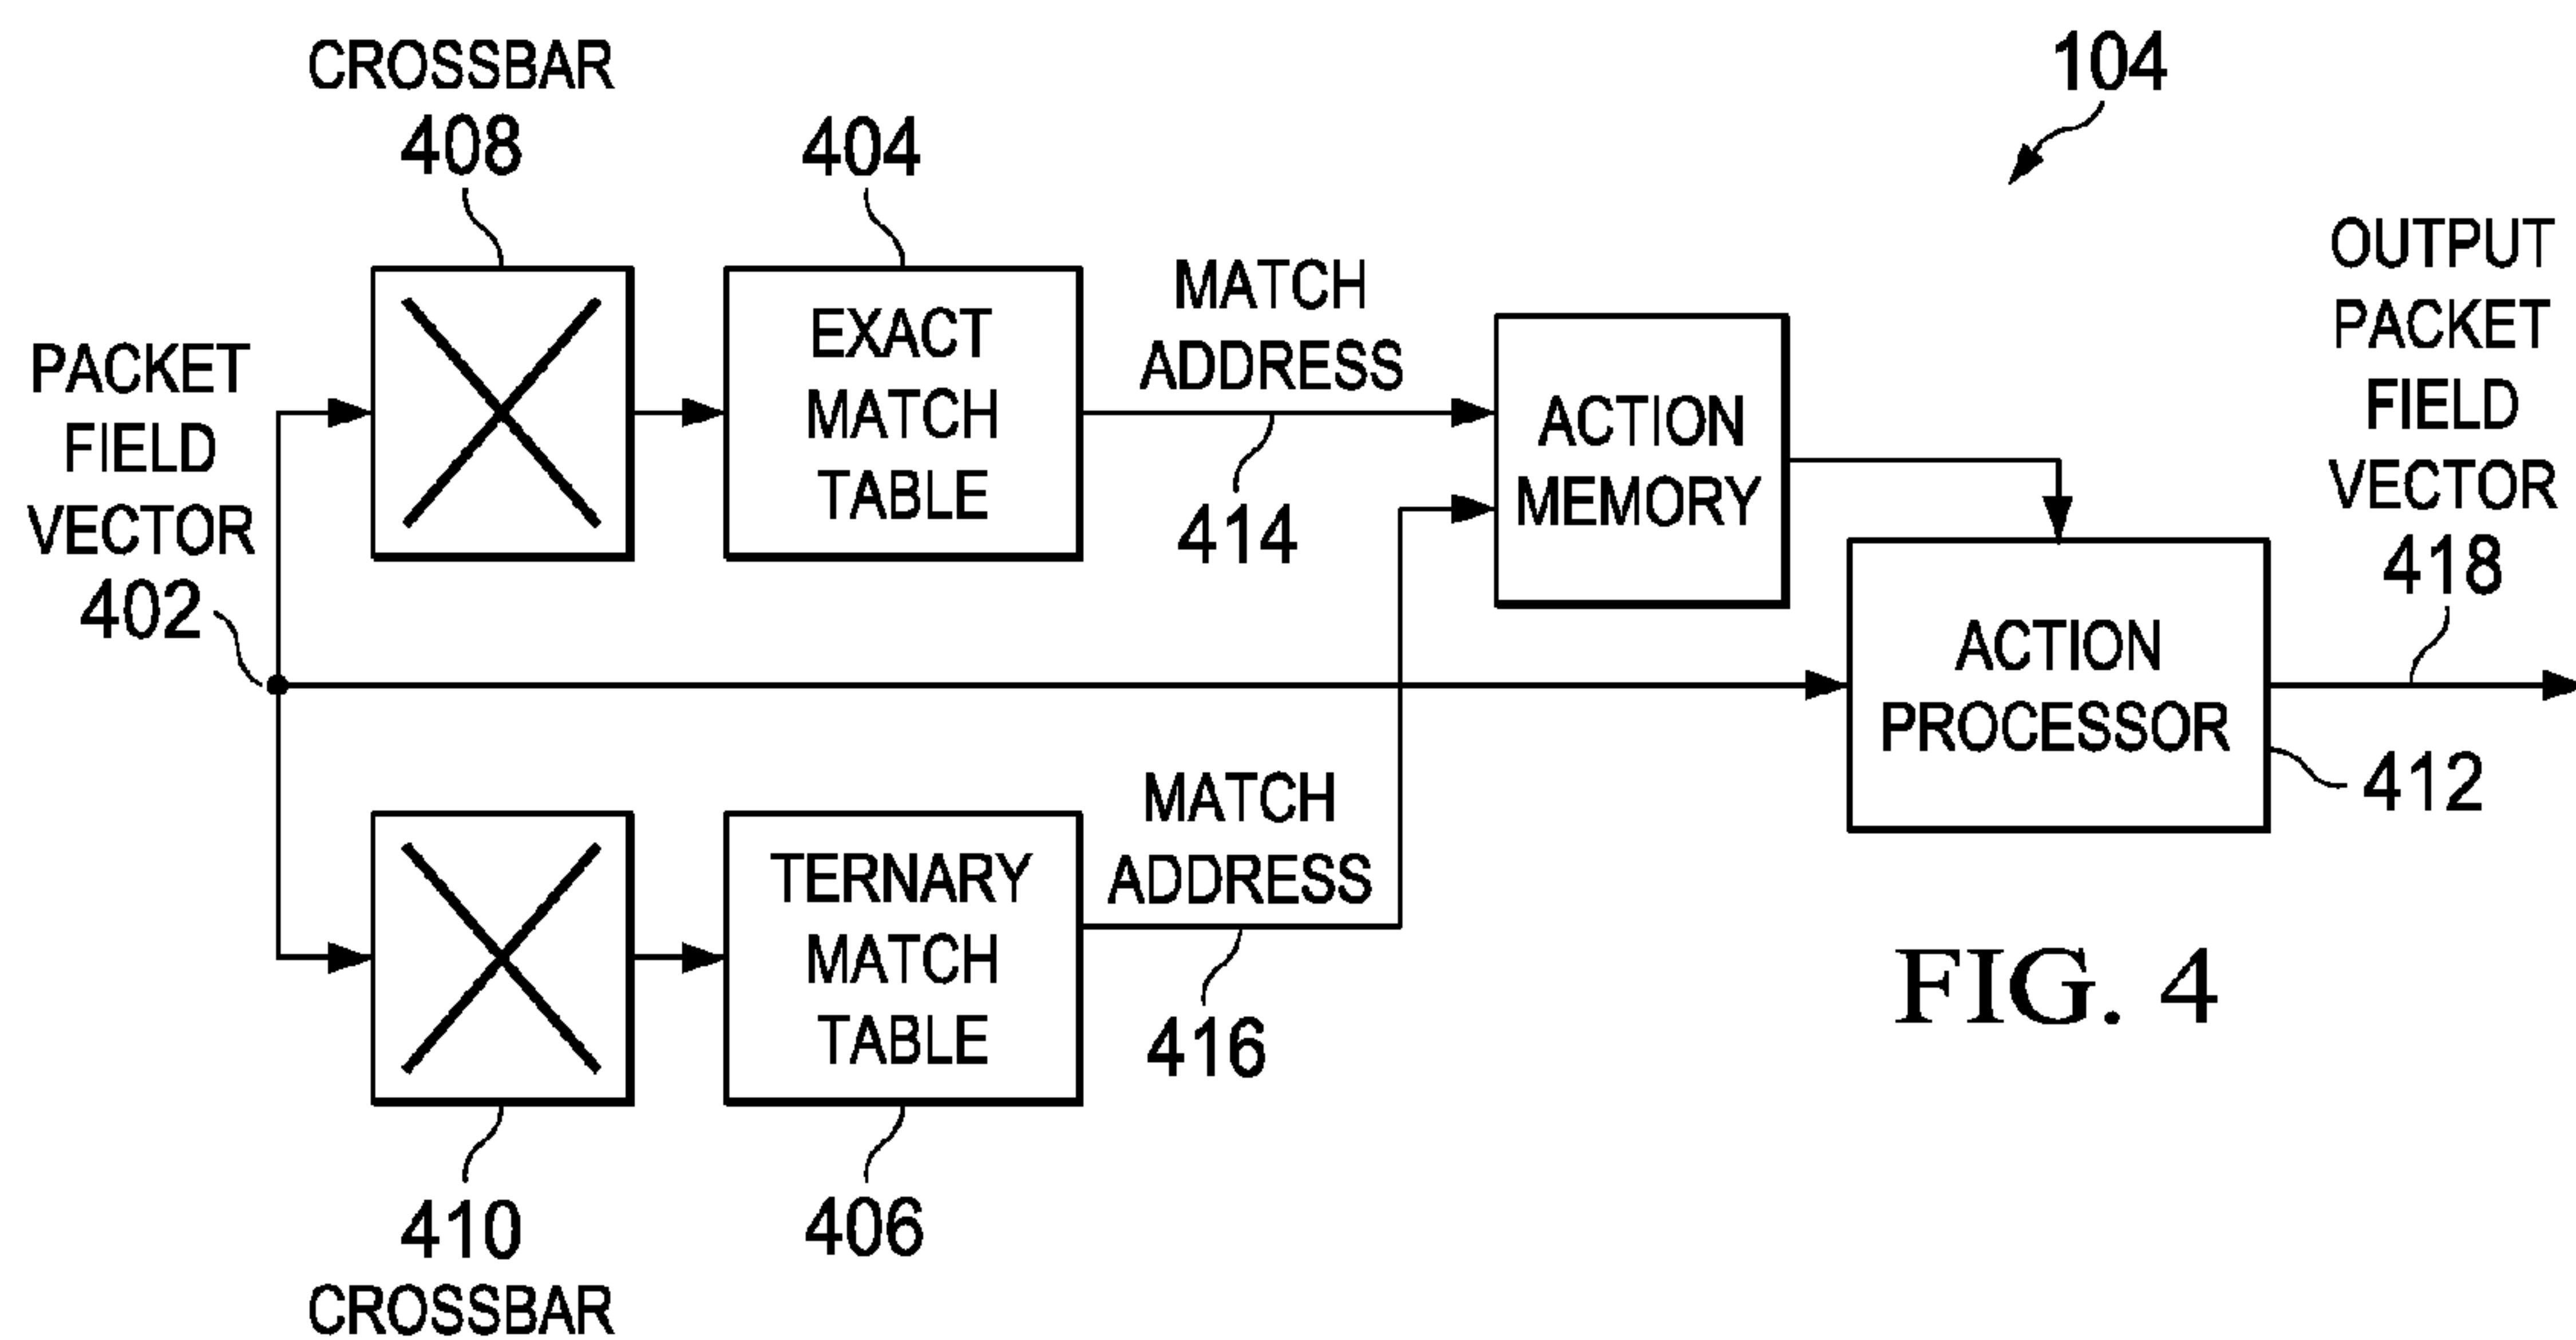 CROSSBAR
408
404
104
PACKET
FIELD
VECTOR
402
EXACT
MATCH
TABLE
MATCH
ADDRESS
414
ACTION
MEMORY
OUTPUT
PACKET
FIELD
VECTOR
418
ACTION
PROCESSOR
412
TERNARY
MATCH
TABLE
MATCH
ADDRESS
416
410
CROSSBAR
406
FIG. 4